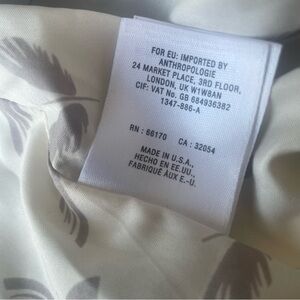 FOR EU: IMPORTED BY
ANTHROPOLOGIE
24 MARKET PLACE, 3RD FLOOR,
LONDON, UK W1W8AN
CIF: VAT No. GB 684936382
1347-886-A
RN : 66170 CA : 32054
MADE IN U.S.A.,
HECHO EN EE.UU.,
FABRIQUÉ AUX É.-U.